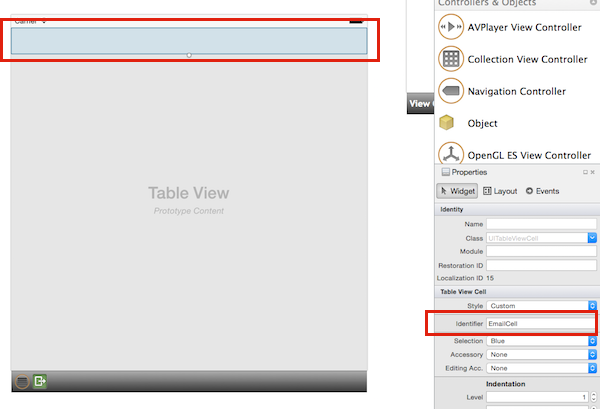 Controllers & Objects
Carrier
AVPlayer View Controller
Collection View Controller
Navigation Controller
View
Object
OpenGL ES View Controller
Properties
Widget Layout Events
Identity
Name
Class UITableViewCell
Module
Restoration ID
Localization ID 15
Table View Cell
Style Custom
Identifier EmailCell
Selection Blue
Accessory None
Editing Acc. None
Indentation
Level 1
Table View
Prototype Content